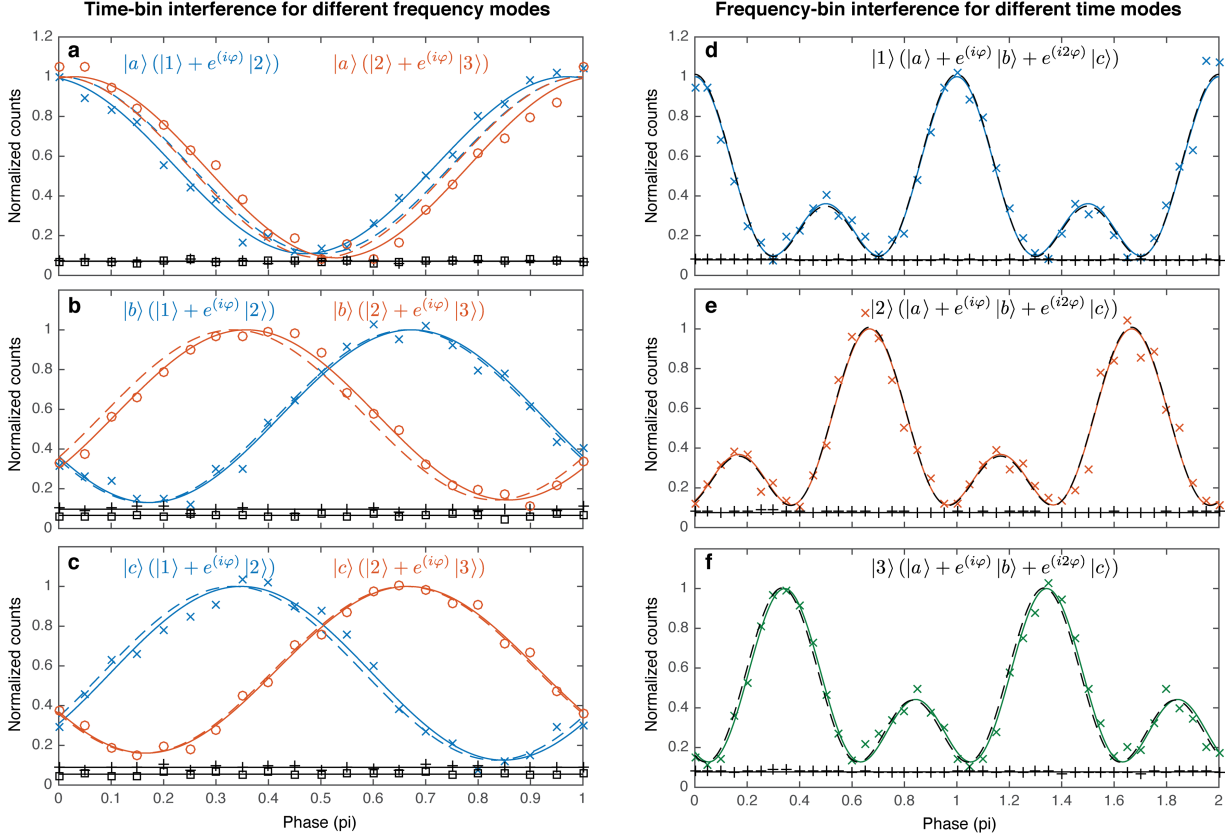 Time-bin interference for different frequency modes
a
|a⟩ (|1⟩ + e^(iφ) |2⟩)
|a⟩ (|2⟩ + e^(iφ) |3⟩)
Normalized counts
1.2
1
0.8
0.6
0.4
0.2
0
b
|b⟩ (|1⟩ + e^(iφ) |2⟩)
|b⟩ (|2⟩ + e^(iφ) |3⟩)
Normalized counts
1
0.8
0.6
0.4
0.2
0
c
|c⟩ (|1⟩ + e^(iφ) |2⟩)
|c⟩ (|2⟩ + e^(iφ) |3⟩)
Normalized counts
1
0.8
0.6
0.4
0.2
0
0 0.1 0.2 0.3 0.4 0.5 0.6 0.7 0.8 0.9 1
Phase (pi)
Frequency-bin interference for different time modes
d
|1⟩ (|a⟩ + e^(iφ) |b⟩ + e^(i2φ) |c⟩)
Normalized counts
1.2
1
0.8
0.6
0.4
0.2
0
e
|2⟩ (|a⟩ + e^(iφ) |b⟩ + e^(i2φ) |c⟩)
Normalized counts
1
0.8
0.6
0.4
0.2
0
f
|3⟩ (|a⟩ + e^(iφ) |b⟩ + e^(i2φ) |c⟩)
Normalized counts
1
0.8
0.6
0.4
0.2
0
0 0.2 0.4 0.6 0.8 1 1.2 1.4 1.6 1.8 2
Phase (pi)